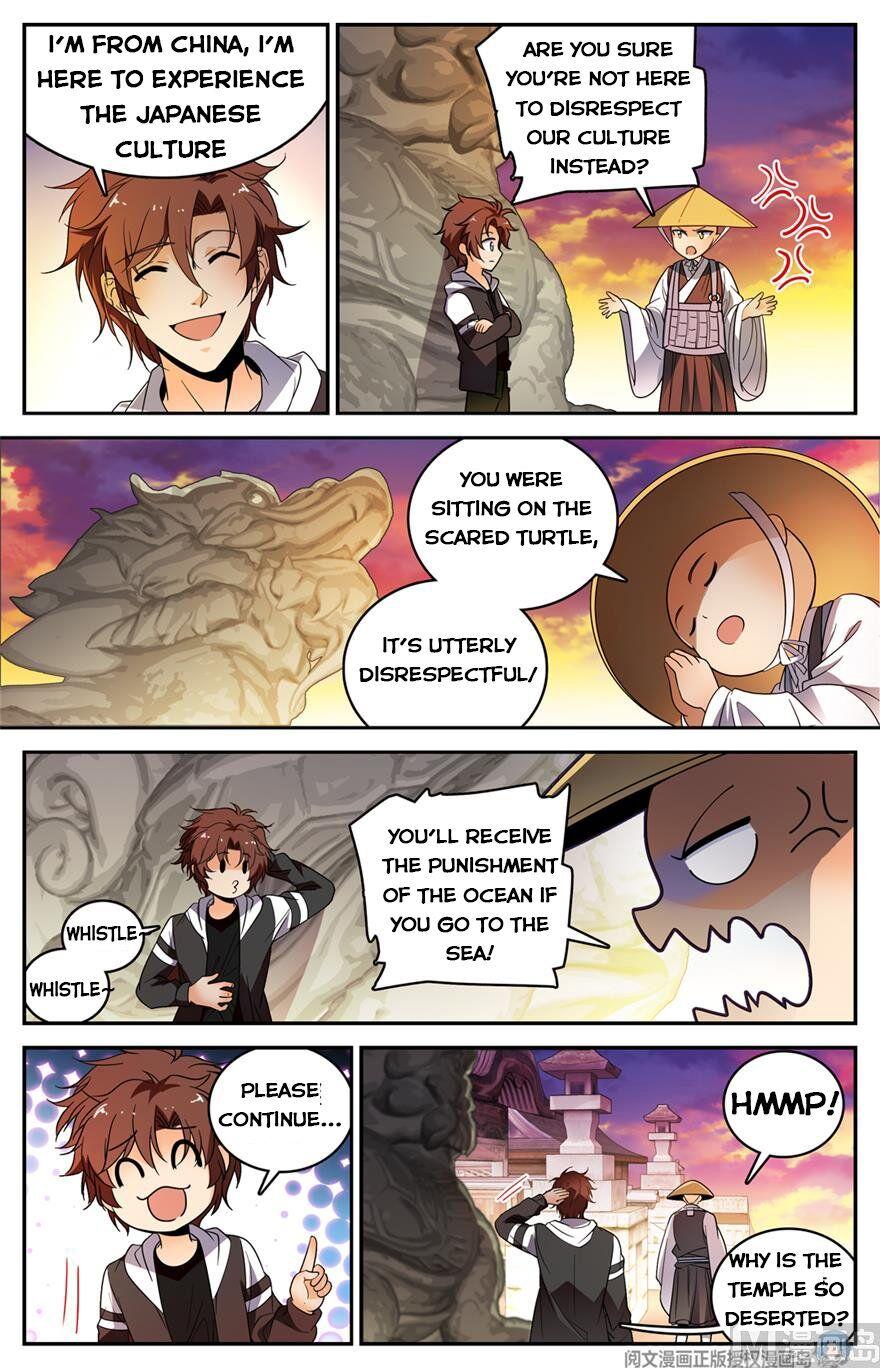 I'M FROM CHINA, I'M
HERE TO EXPERIENCE
THE JAPANESE
CULTURE
ARE YOU SURE
YOU'RE NOT HERE
TO DISRESPECT
OUR CULTURE
INSTEAD?
YOU WERE
SITTING ON THE
SCARED TURTLE,
IT'S UTTERLY
DISRESPECTFUL/
WHISTLE~
WHISTLE~
YOU'LL RECEIVE
THE PUNISHMENT
OF THE OCEAN IF
YOU GO TO THE
SEA!
PLEASE
CONTINUE...
HMMP!
WHY IS THE
TEMPLE SO
DESERTED?
阅文漫画正版授权漫画岛